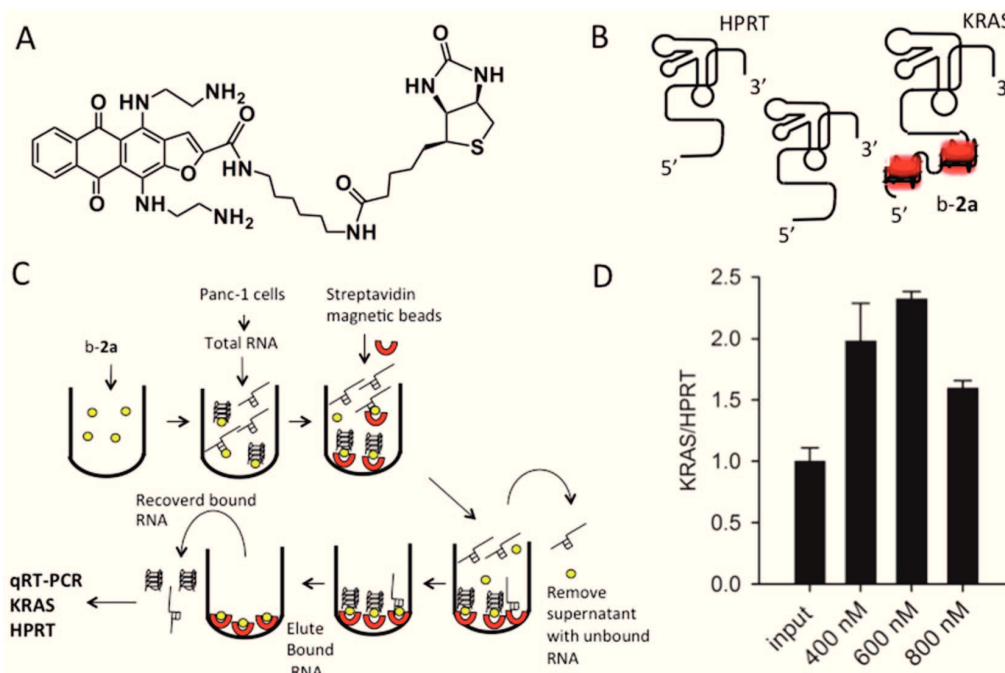 A
O
HN
NH
NH₂
HN
O
O
S
N
H
O
O
O
HN
NH
NH₂
B
HPRT
KRAS
3’
3’
3’
5’
5’
5’
b-2a
C
Panc-1 cells
Streptavidin
magnetic beads
b-2a
Total RNA
Recoverd bound
RNA
qRT-PCR
KRAS
HPRT
Elute
Bound
RNA
Remove
supernatant
with unbound
RNA
D
KRAS/HPRT
2.5
2.0
1.5
1.0
0.5
0.0
input
400 nM
600 nM
800 nM